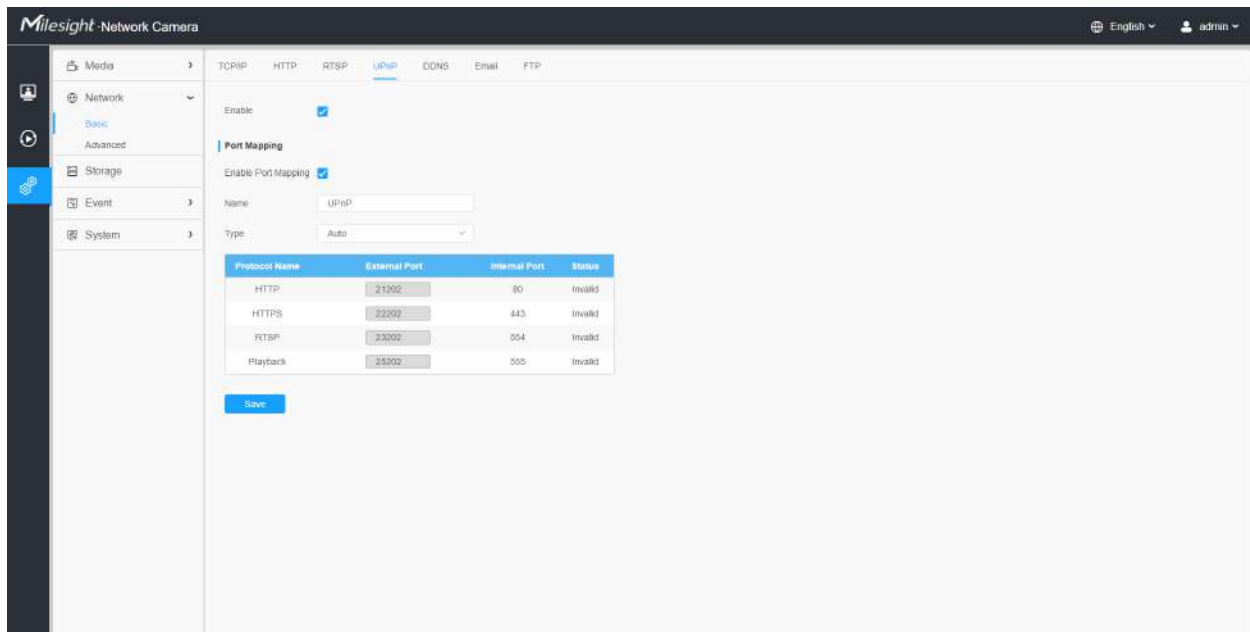 Milesight-Network Camera
English
admin
Media
Network
Basic
Advanced
Storage
Event
System
TCP/IP HTTP RTSP UPnP DDNS Email FTP
Enable
Port Mapping
Enable Port Mapping
Name UPnP
Type Auto
Protocol Name External Port Internal Port Status
HTTP 21202 80 Invalid
HTTPS 22202 443 Invalid
RTSP 23202 554 Invalid
Playback 25202 555 Invalid
Save